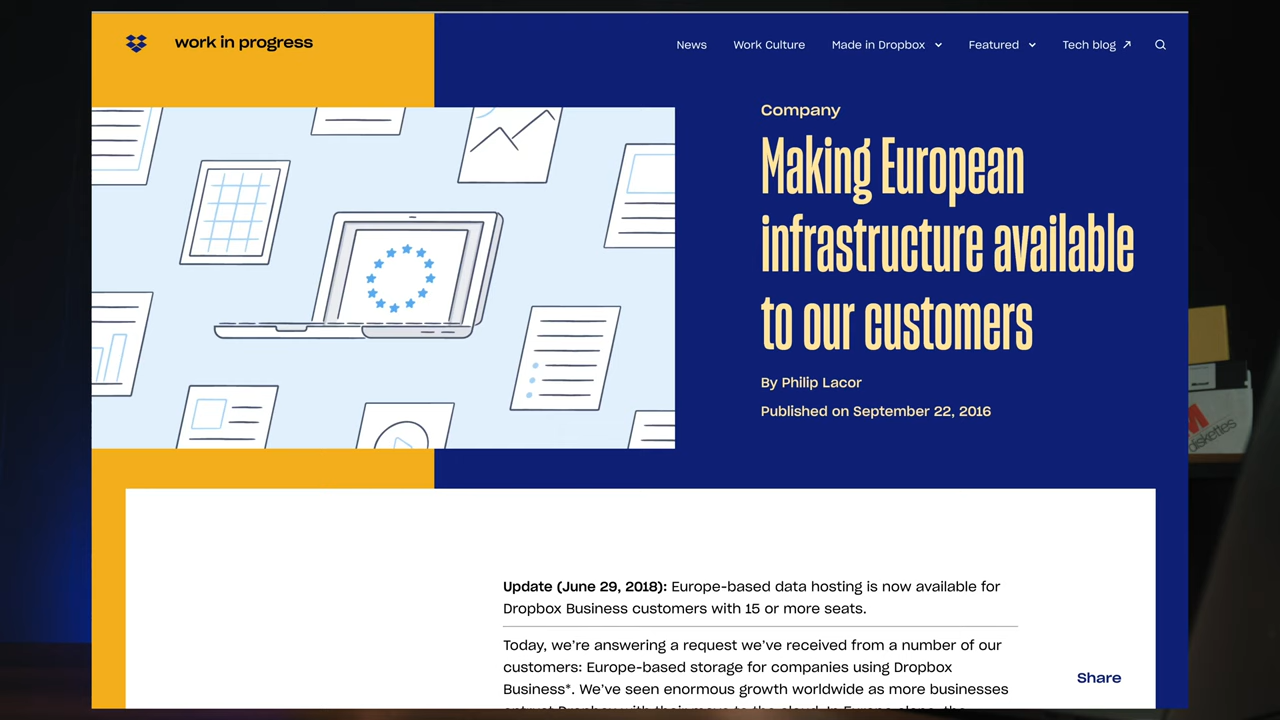 work in progress
News Work Culture Made in Dropbox Featured Tech blog
Company
Making European
infrastructure available
to our customers
By Philip Lacor
Published on September 22, 2016
diskettes
Update (June 29, 2018): Europe-based data hosting is now available for
Dropbox Business customers with 15 or more seats.
Today, we’re answering a request we’ve received from a number of our
customers: Europe-based storage for companies using Dropbox
Business*. We’ve seen enormous growth worldwide as more businesses
Share